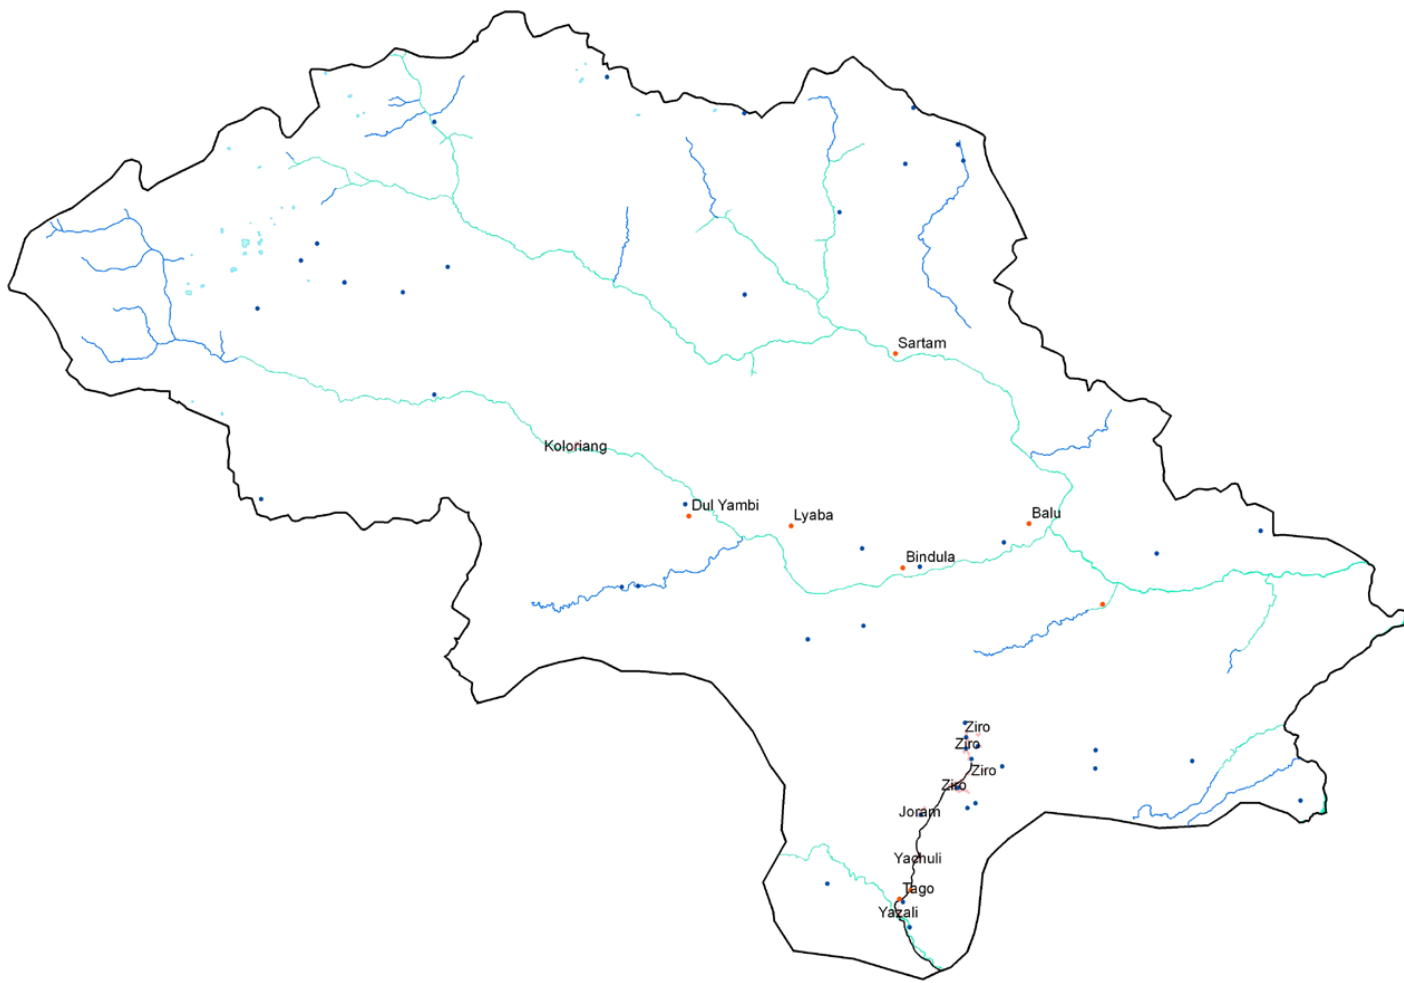 Sartam
Koloriang
Dul Yambi
Lyaba
Balu
Bindula
Ziro
Ziro
Ziro
Ziro
Joram
Yachuli
Tago
Yazali